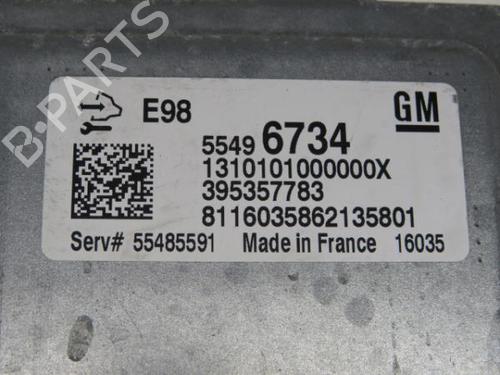 B-PARTS
E98
GM
5549 6734
1310101000000X
395357783
8116035862135801
Serv# 55485591 Made in France 16035